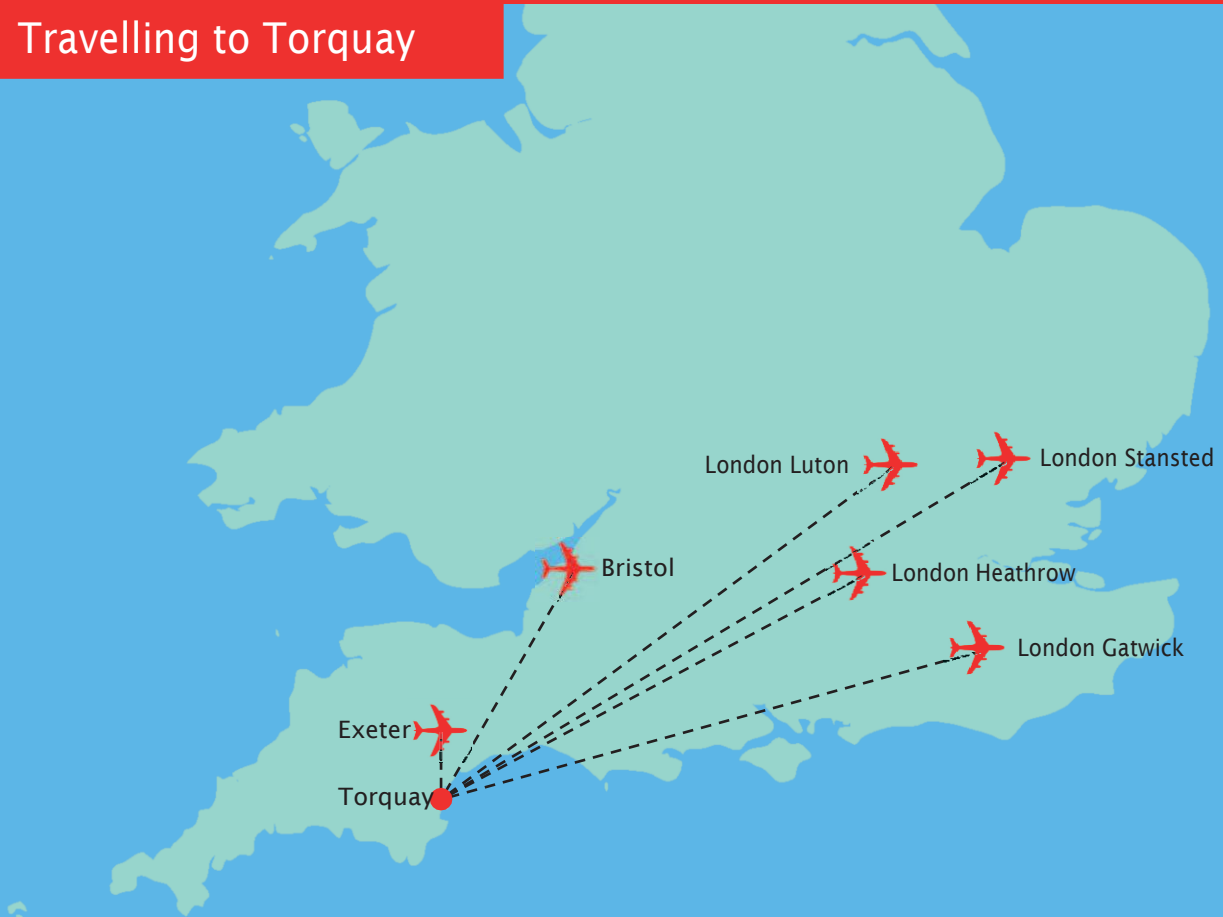 Travelling to Torquay
London Luton
London Stansted
Bristol
London Heathrow
London Gatwick
Exeter
Torquay